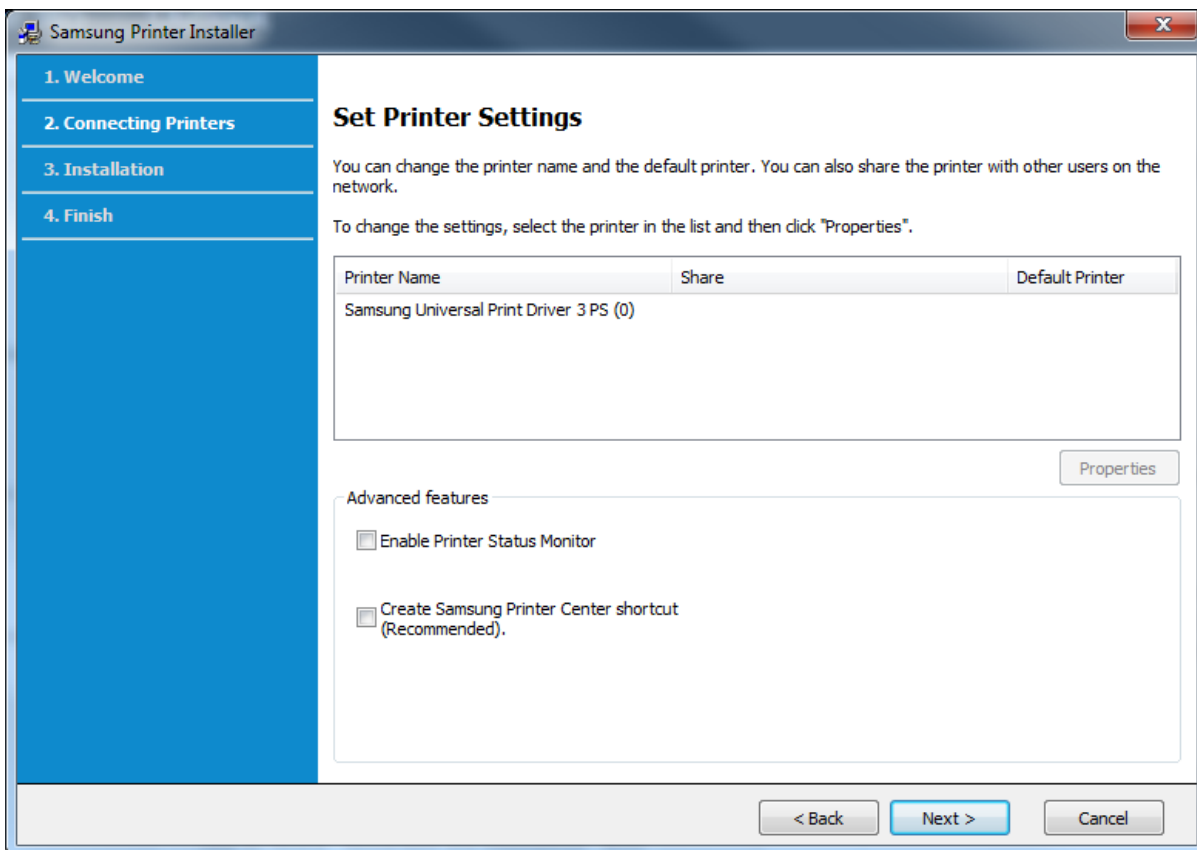 Samsung Printer Installer
1. Welcome
2. Connecting Printers
3. Installation
4. Finish
Set Printer Settings
You can change the printer name and the default printer. You can also share the printer with other users on the
network.
To change the settings, select the printer in the list and then click "Properties".
Printer Name Share Default Printer
Samsung Universal Print Driver 3 PS (0)
Properties
Advanced features
Enable Printer Status Monitor
Create Samsung Printer Center shortcut
(Recommended).
< Back Next > Cancel